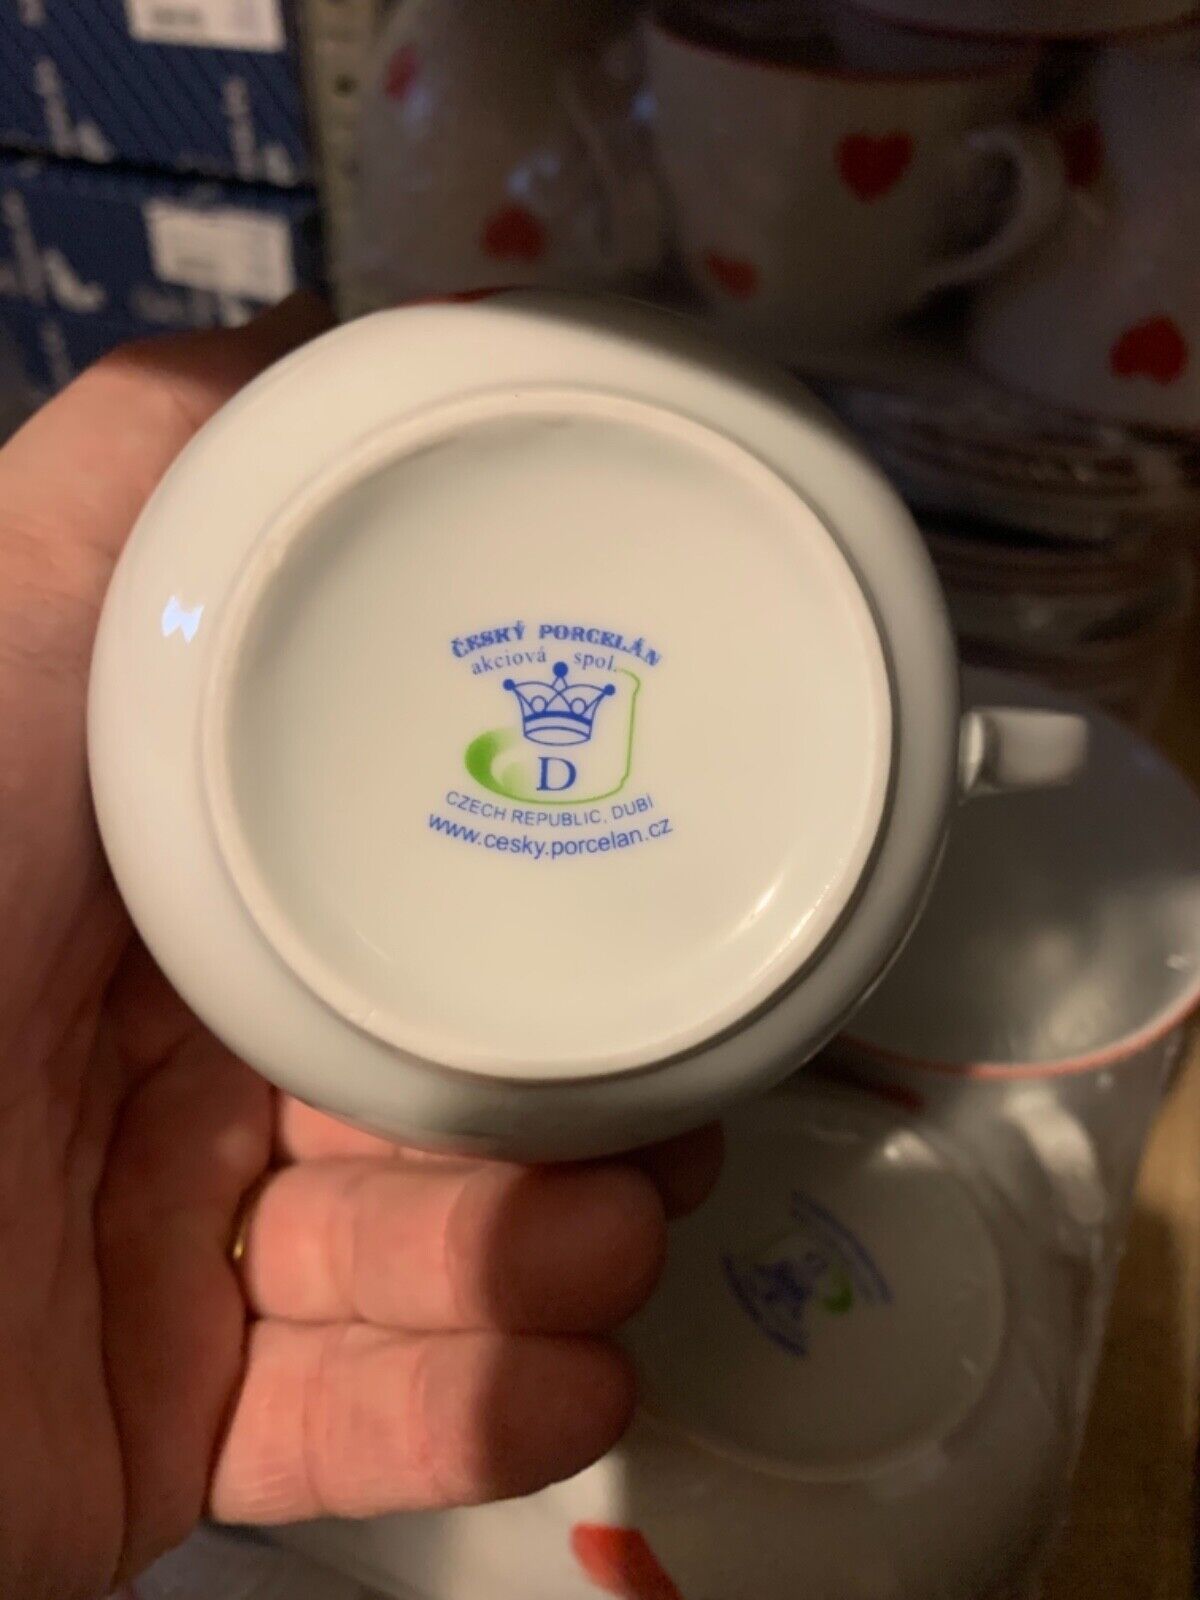 ČESKÝ PORCELÁN
akciová spol.
D
CZECH REPUBLIC, DUBÍ
www.cesky.porcelan.cz